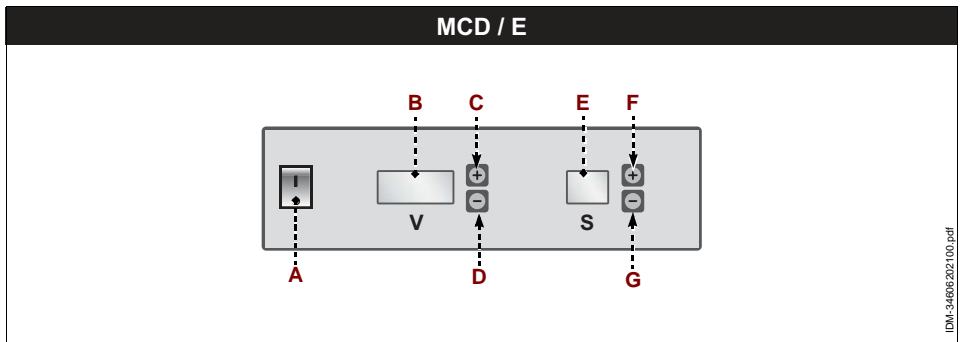 MCD / E
B C E F
I + +
- -
V S
A D G
IDM-34606202100.pdf